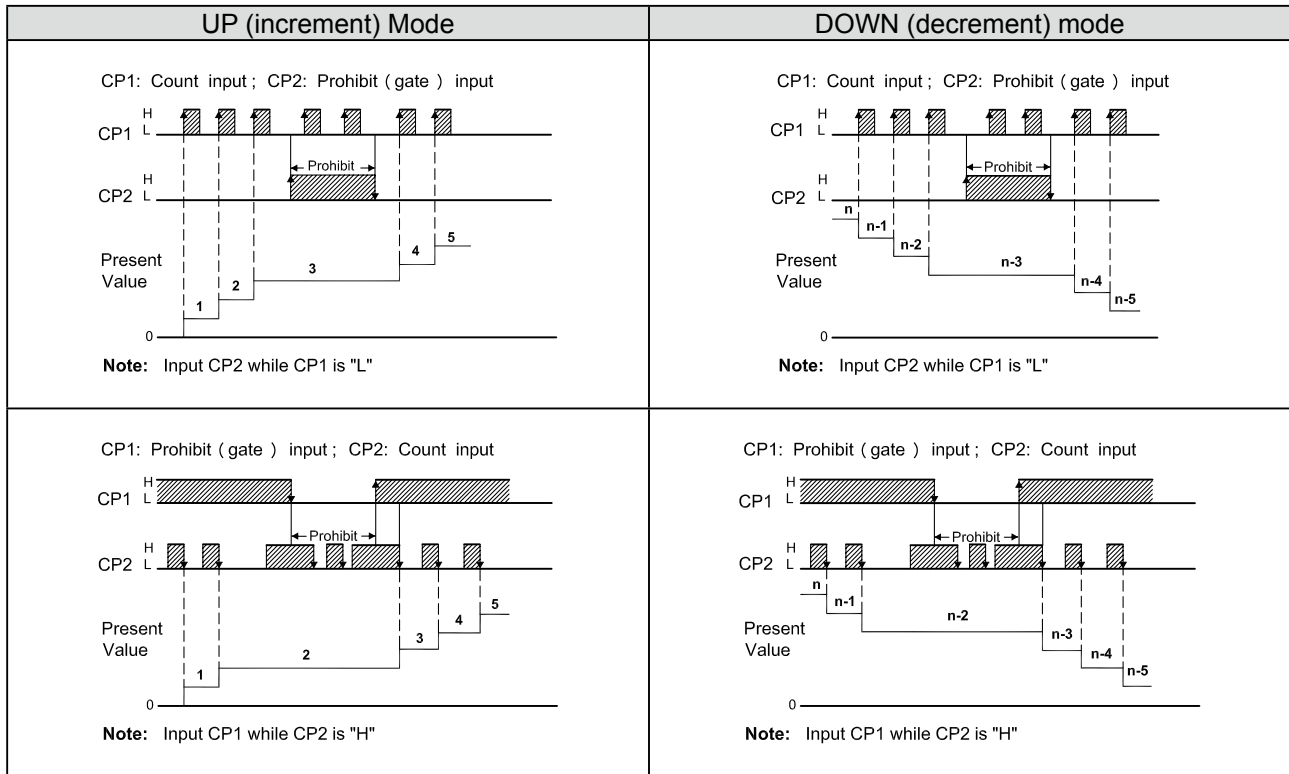 UP (increment) Mode
DOWN (decrement) mode
CP1: Count input ; CP2: Prohibit ( gate ) input
H
L
CP1
Prohibit
H
L
CP2
Present
Value
1
2
3
4
5
0
Note: Input CP2 while CP1 is "L"
CP1: Count input ; CP2: Prohibit ( gate ) input
H
L
CP1
Prohibit
H
L
CP2
n
n-1
n-2
n-3
n-4
n-5
Present
Value
0
Note: Input CP2 while CP1 is "L"
CP1: Prohibit ( gate ) input ; CP2: Count input
H
L
CP1
Prohibit
H
L
CP2
Present
Value
1
2
3
4
5
0
Note: Input CP1 while CP2 is "H"
CP1: Prohibit ( gate ) input ; CP2: Count input
H
L
CP1
Prohibit
H
L
CP2
n
n-1
n-2
n-3
n-4
n-5
Present
Value
0
Note: Input CP1 while CP2 is "H"